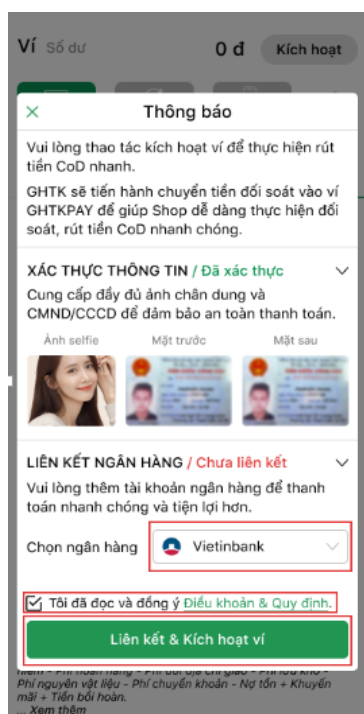 Ví Số dư 0 đ Kích hoạt
Thông báo
Vui lòng thao tác kích hoạt ví để thực hiện rút
tiền CoD nhanh.
GHTK sẽ tiến hành chuyển tiền đối soát vào ví
GHTKPAY để giúp Shop dễ dàng thực hiện đối
soát, rút tiền CoD nhanh chóng.
XÁC THỰC THÔNG TIN / Đã xác thực
Cung cấp đầy đủ ảnh chân dung và
CMND/CCCD để đảm bảo an toàn thanh toán.
Ảnh selfie Mặt trước Mặt sau
LIÊN KẾT NGÂN HÀNG / Chưa liên kết
Vui lòng thêm tài khoản ngân hàng để thanh
toán nhanh chóng và tiện lợi hơn.
Chọn ngân hàng Vietinbank
Tôi đã đọc và đồng ý Điều khoản & Quy định.
Liên kết & Kích hoạt ví
Phí nguyên vật liệu - Phí chuyển khoản - Nợ tồn + Khuyến
mãi + Tiền bồi hoàn.
... Xem thêm